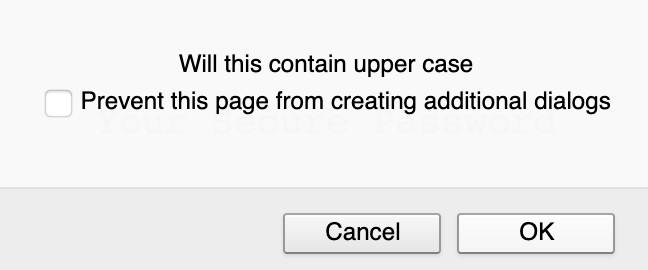 Will this contain upper case
Prevent this page from creating additional dialogs
Your Secure Password
Cancel
OK